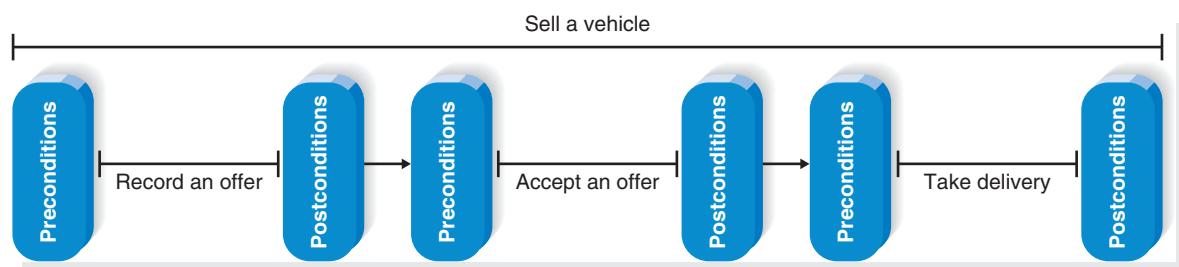 Sell a vehicle
Preconditions
Record an offer
Postconditions
Preconditions
Accept an offer
Postconditions
Preconditions
Take delivery
Postconditions